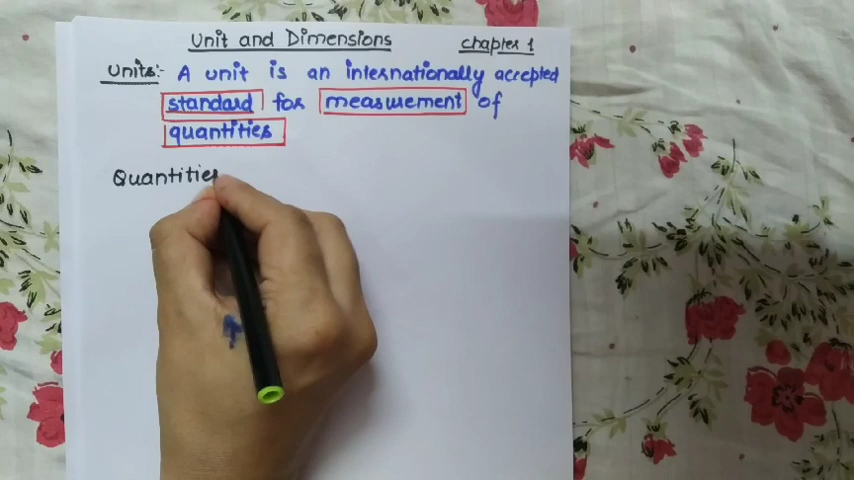 Unit and Dimensions chapter 1
Units:- A unit is an internationally accepted
standard for measurement of
quantities
Quantities